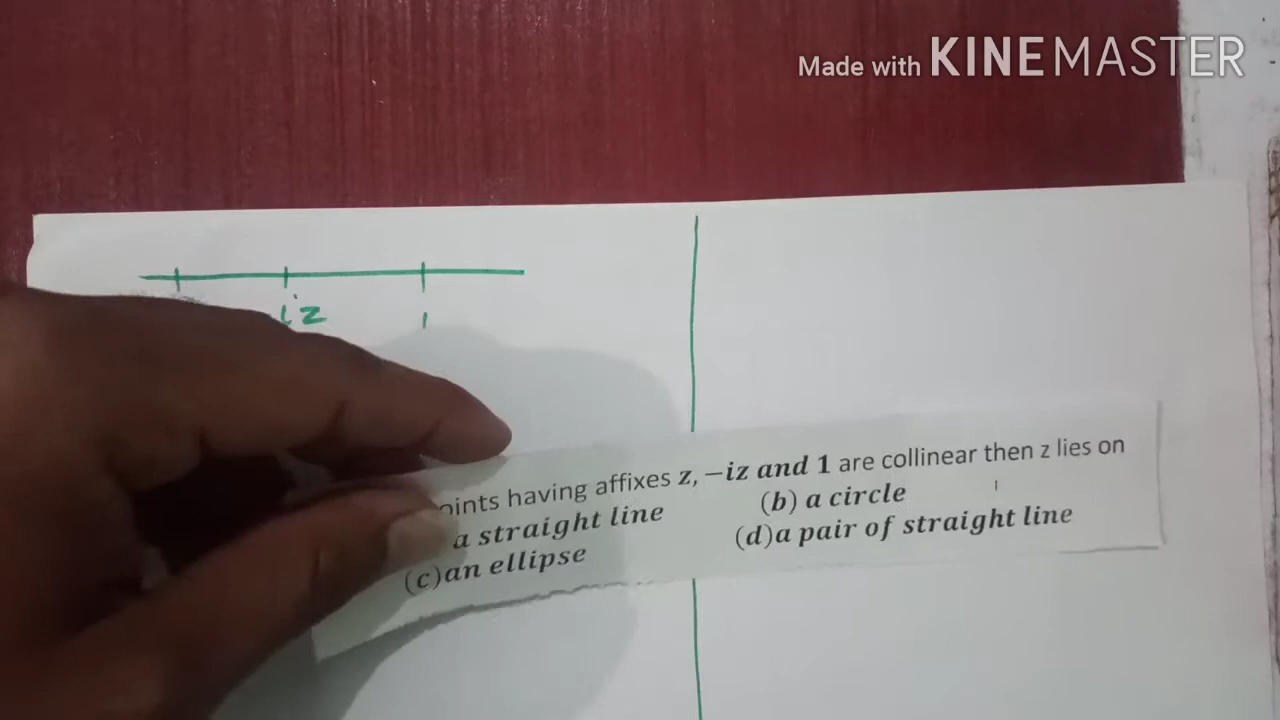 Made with KINEMASTER
iz
1
having affixes z, −iz and 1 are collinear then z lies on
a straight line (b) a circle
(c)an ellipse (d)a pair of straight line